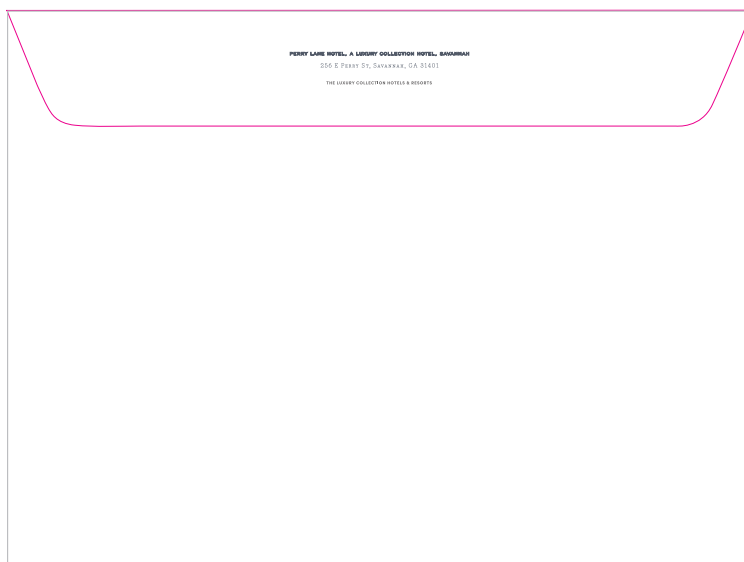 PERRY LANE HOTEL, A LUXURY COLLECTION HOTEL, SAVANNAH
256 E Perry St, Savannah, GA 31401
THE LUXURY COLLECTION HOTELS & RESORTS